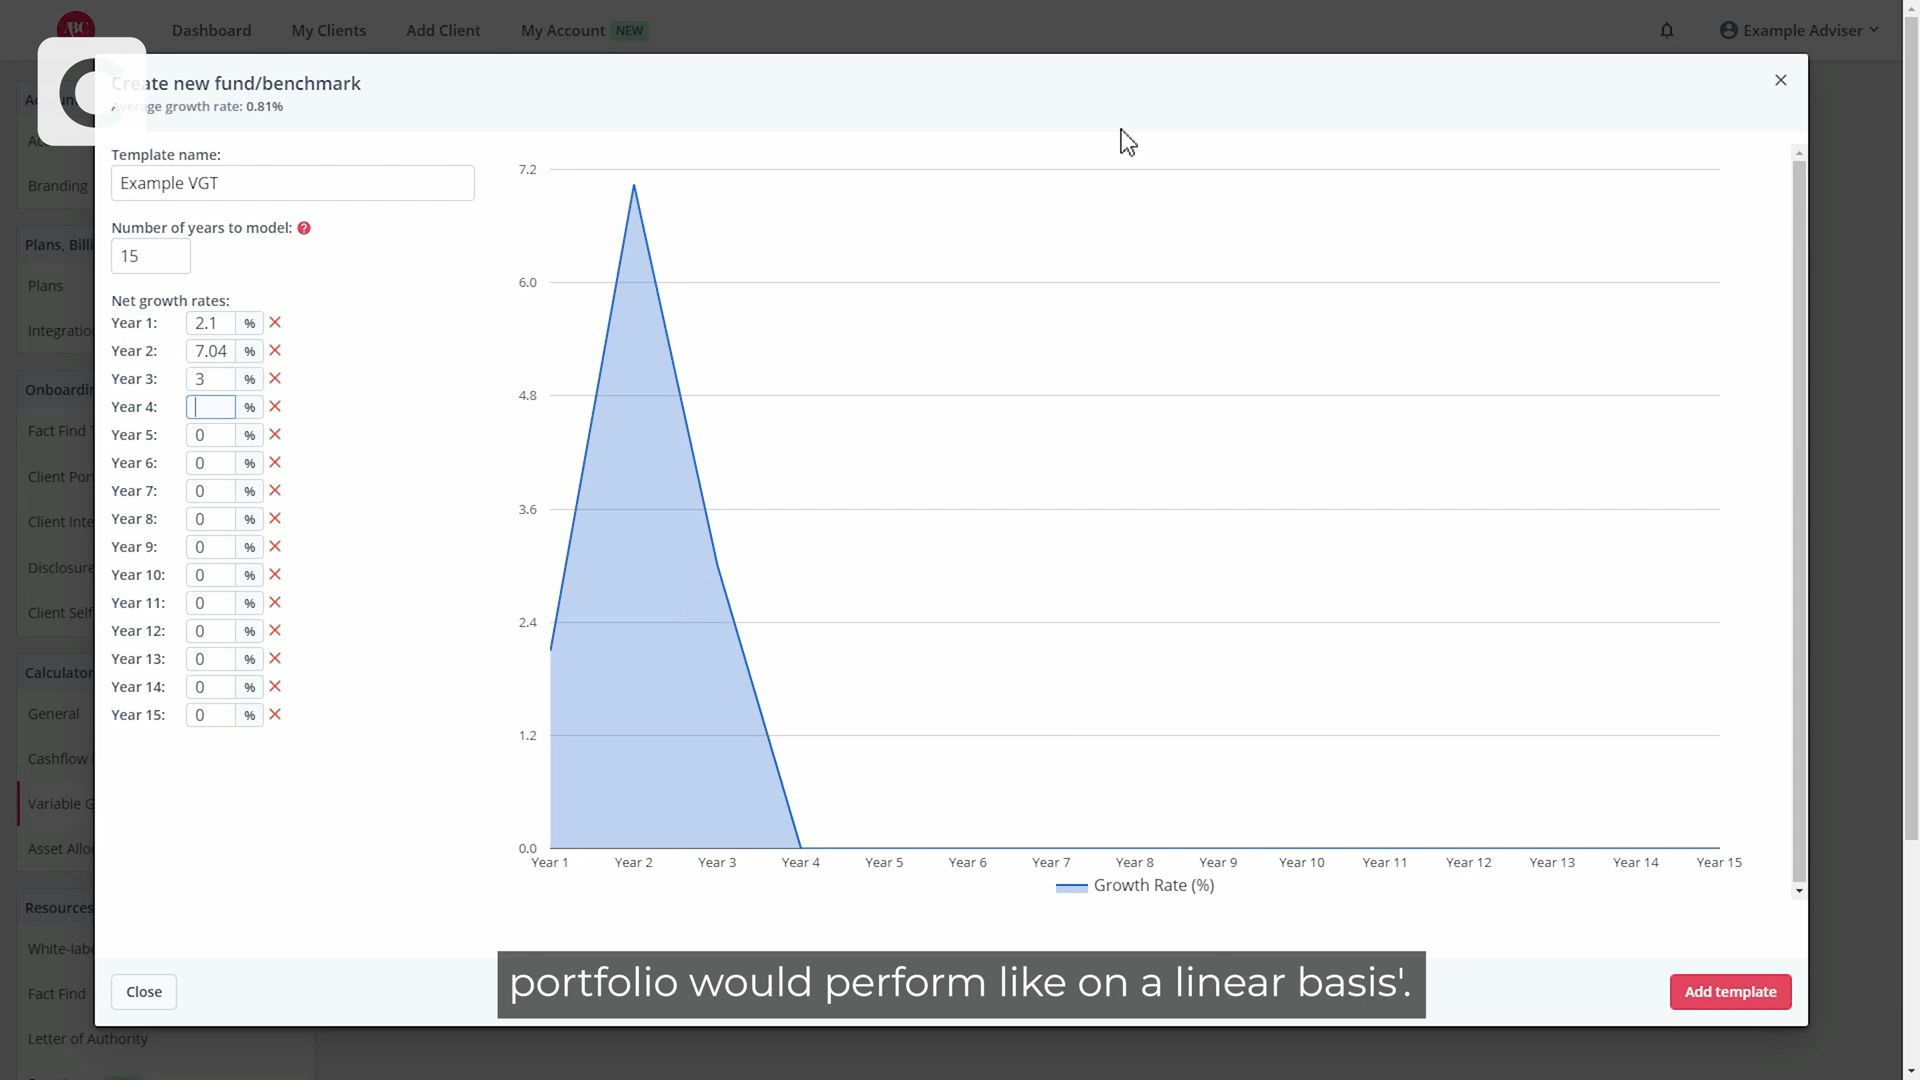 ABC
Dashboard
My Clients
Add Client
My Account NEW
Example Adviser
Create new fund/benchmark
Average growth rate: 0.81%
Branding
Plans, Billi
Plans
Integratio
Onboardin
Fact Find
Client Por
Client Inte
Disclosure
Client Self
Calculator
General
Cashflow
Variable G
Asset Allo
Resources
White-labe
Fact Find
Letter of Authority
Template name:
Example VGT
Number of years to model: ?
15
Net growth rates:
Year 1: 2.1 %
Year 2: 7.04 %
Year 3: 3 %
Year 4: %
Year 5: 0 %
Year 6: 0 %
Year 7: 0 %
Year 8: 0 %
Year 9: 0 %
Year 10: 0 %
Year 11: 0 %
Year 12: 0 %
Year 13: 0 %
Year 14: 0 %
Year 15: 0 %
7.2
6.0
4.8
3.6
2.4
1.2
0.0
Year 1 Year 2 Year 3 Year 4 Year 5 Year 6 Year 7 Year 8 Year 9 Year 10 Year 11 Year 12 Year 13 Year 14 Year 15
Growth Rate (%)
Close
portfolio would perform like on a linear basis'.
Add template